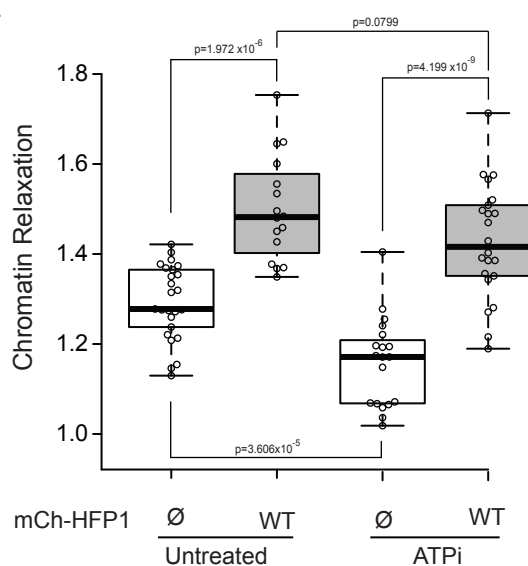 p=0.0799
p=1.972 x10-6
p=4.199 x10-9
1.8
1.6
1.4
1.2
1.0
Chromatin Relaxation
p=3.606x10-5
mCh-HFP1 Ø WT Ø WT
Untreated ATPi